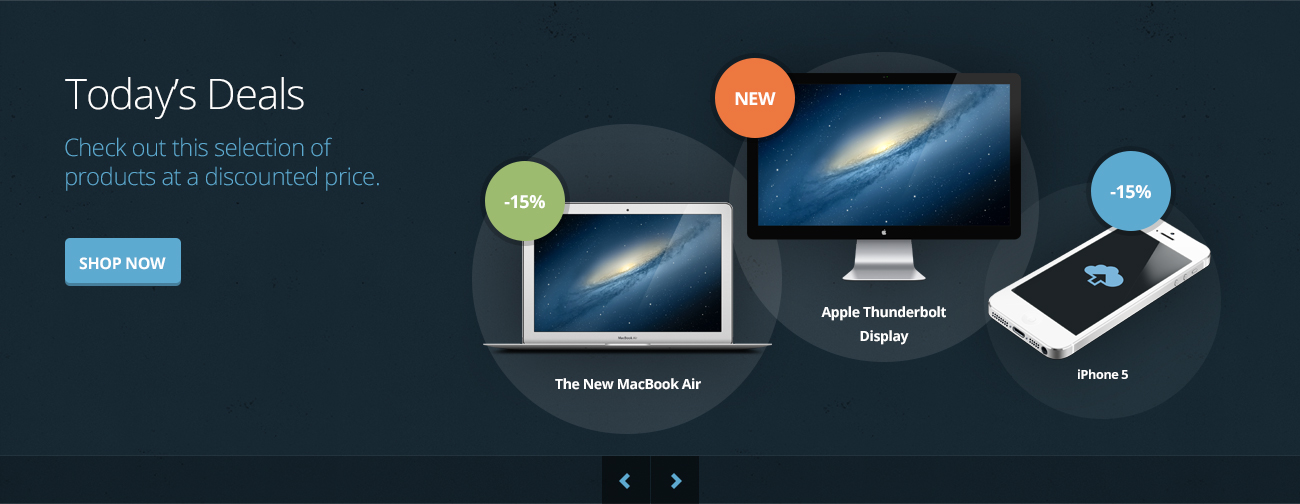 Today's Deals
Check out this selection of
products at a discounted price.
SHOP NOW
-15%
The New MacBook Air
NEW
Apple Thunderbolt
Display
-15%
iPhone 5